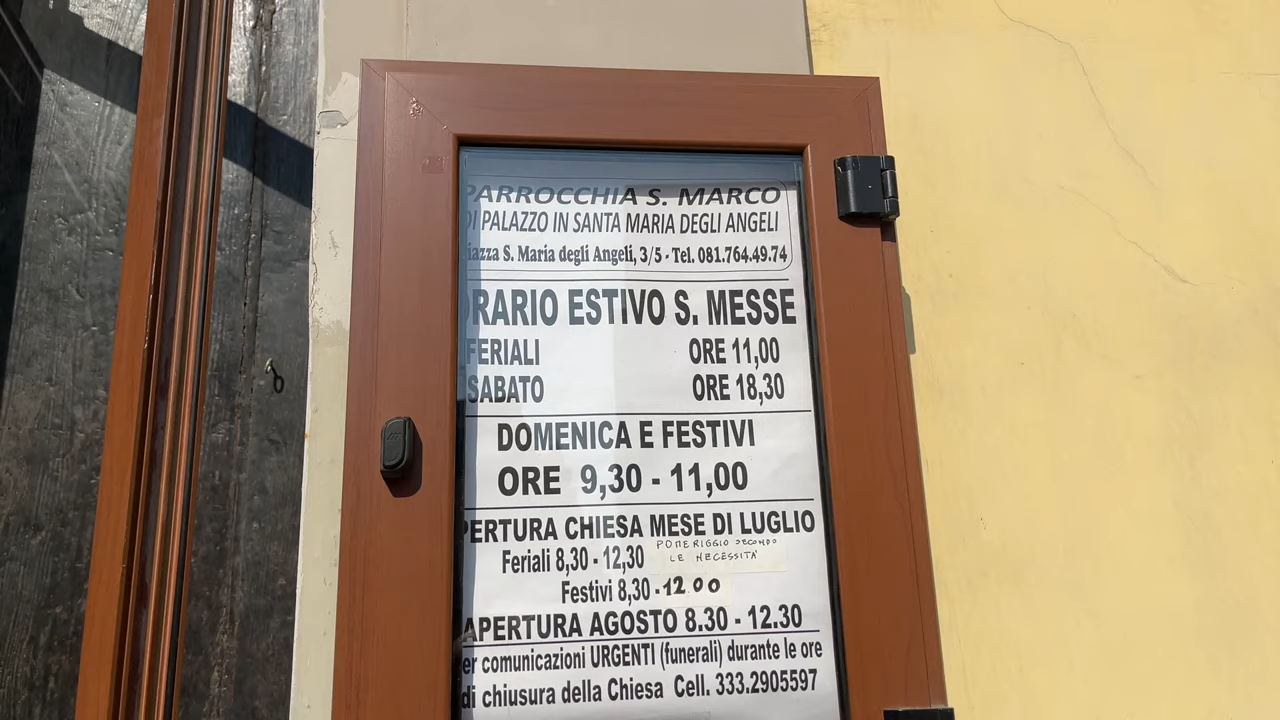 PARROCCHIA S. MARCO
DI PALAZZO IN SANTA MARIA DEGLI ANGELI
iazza S. Maria degli Angeli, 3/5 - Tel. 081.764.49.74
ORARIO ESTIVO S. MESSE
FERIALI ORE 11,00
SABATO ORE 18,30
DOMENICA E FESTIVI
ORE 9,30 - 11,00
PERTURA CHIESA MESE DI LUGLIO
Feriali 8,30 - 12,30 POMERIGGIO SECONDO
LE NECESSITA'
Festivi 8,30 - 12.00
APERTURA AGOSTO 8.30 - 12.30
er comunicazioni URGENTI (funerali) durante le ore
di chiusura della Chiesa Cell. 333.2905597